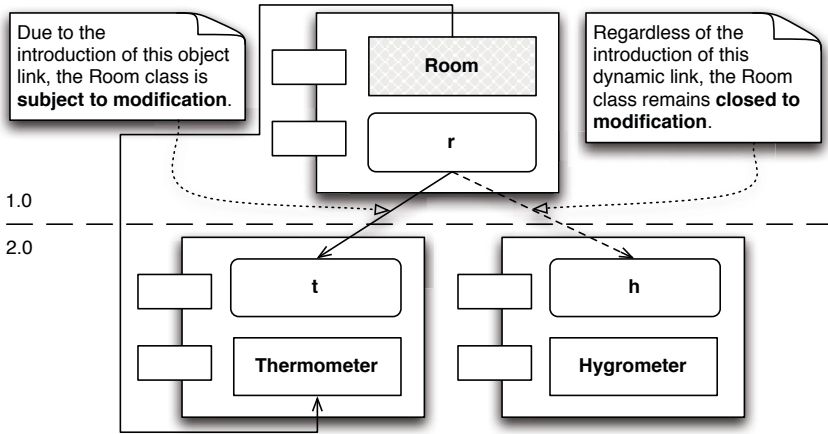 Due to the
introduction of this object
link, the Room class is
subject to modification.
Room
r
Regardless of the
introduction of this
dynamic link, the Room
class remains closed to
modification.
1.0
2.0
t
Thermometer
h
Hygrometer